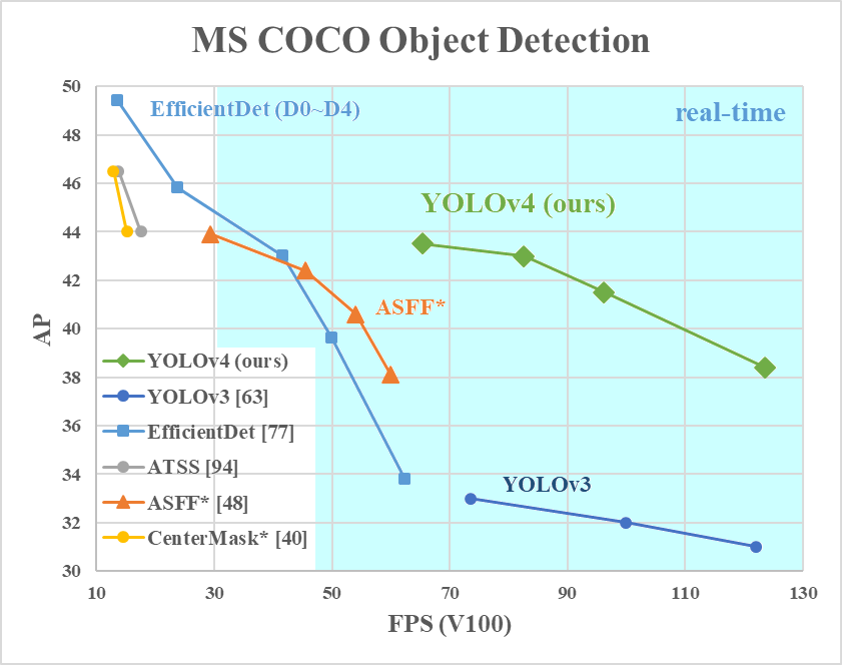 MS COCO Object Detection
50
48
46
44
42
40
38
36
34
32
30
AP
EfficientDet (D0~D4)
real-time
YOLOv4 (ours)
ASFF*
YOLOv3
YOLOv4 (ours)
YOLOv3 [63]
EfficientDet [77]
ATSS [94]
ASFF* [48]
CenterMask* [40]
10 30 50 70 90 110 130
FPS (V100)